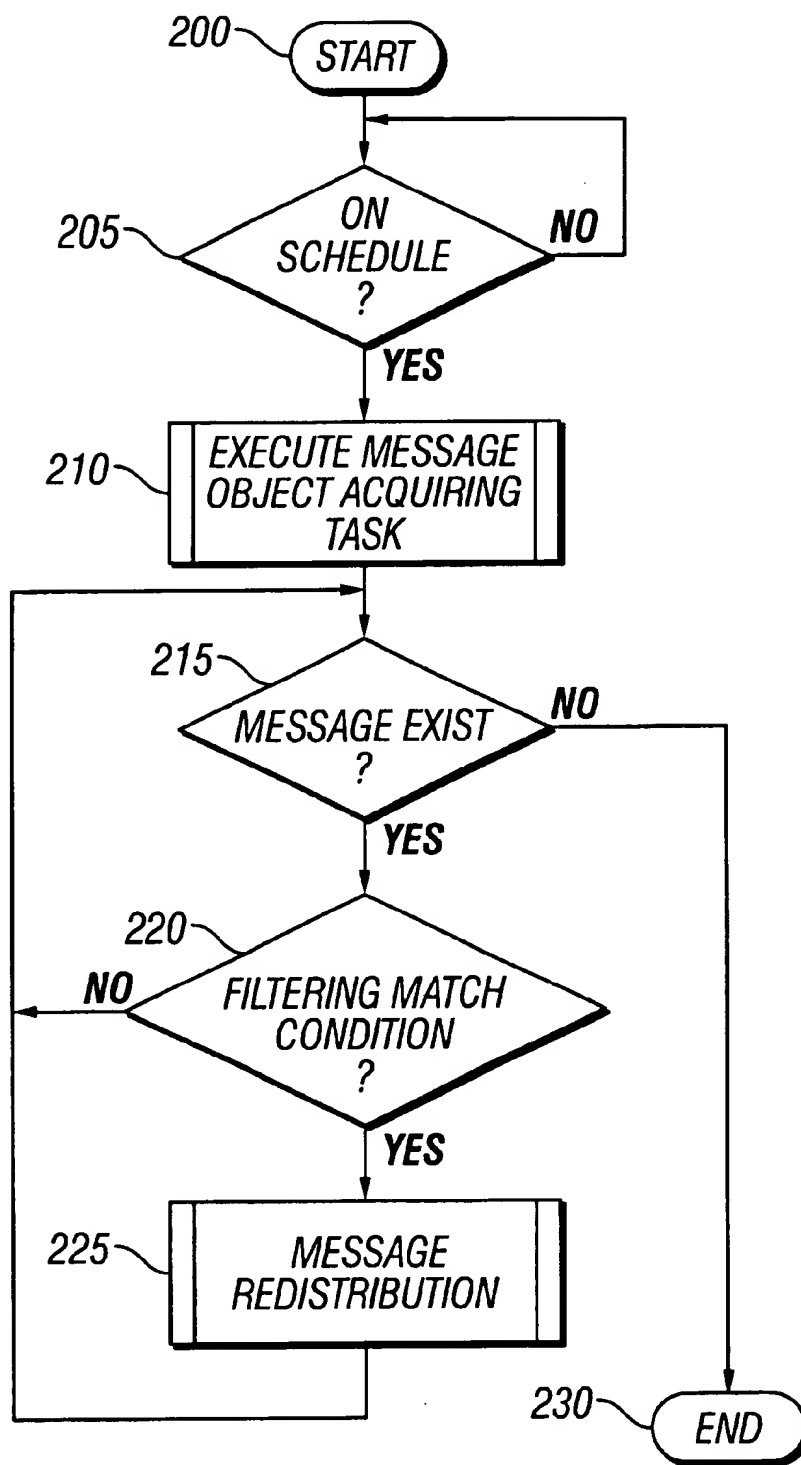 200
START
205
ON
SCHEDULE
?
NO
YES
210
EXECUTE MESSAGE
OBJECT ACQUIRING
TASK
215
MESSAGE EXIST
?
NO
YES
220
NO
FILTERING MATCH
CONDITION
?
YES
225
MESSAGE
REDISTRIBUTION
230
END